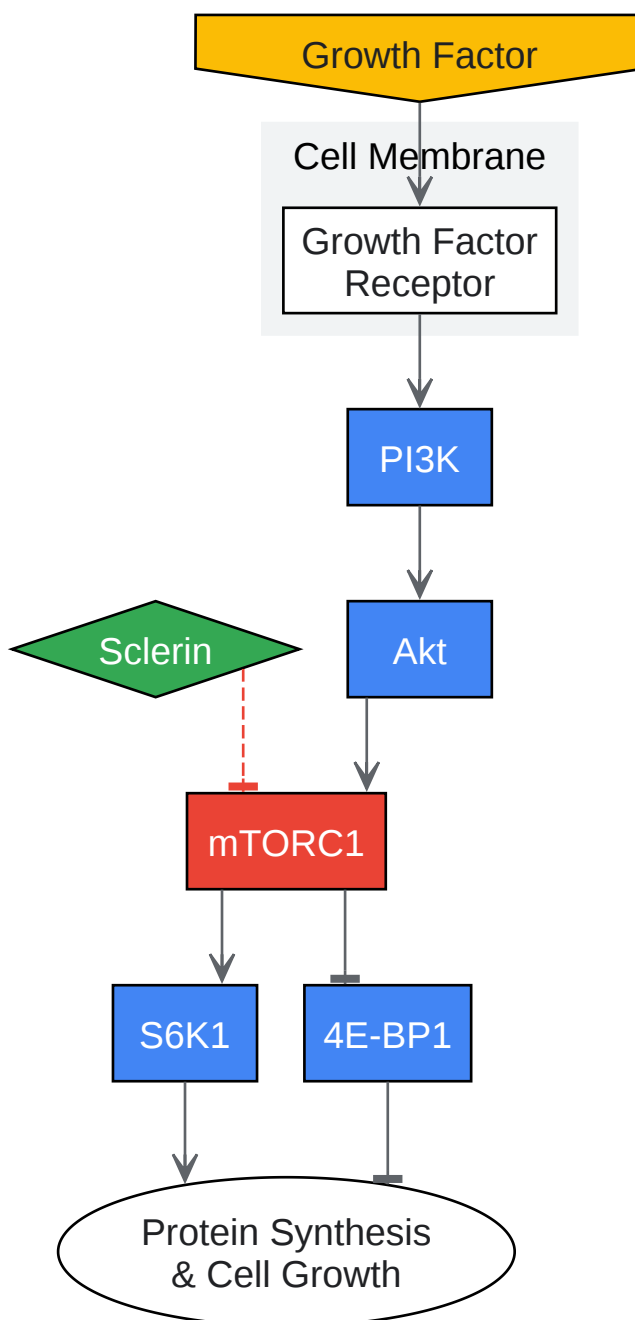 Growth Factor
Cell Membrane
Growth Factor
Receptor
PI3K
Sclerin
Akt
mTORC1
S6K1
4E-BP1
Protein Synthesis
& Cell Growth